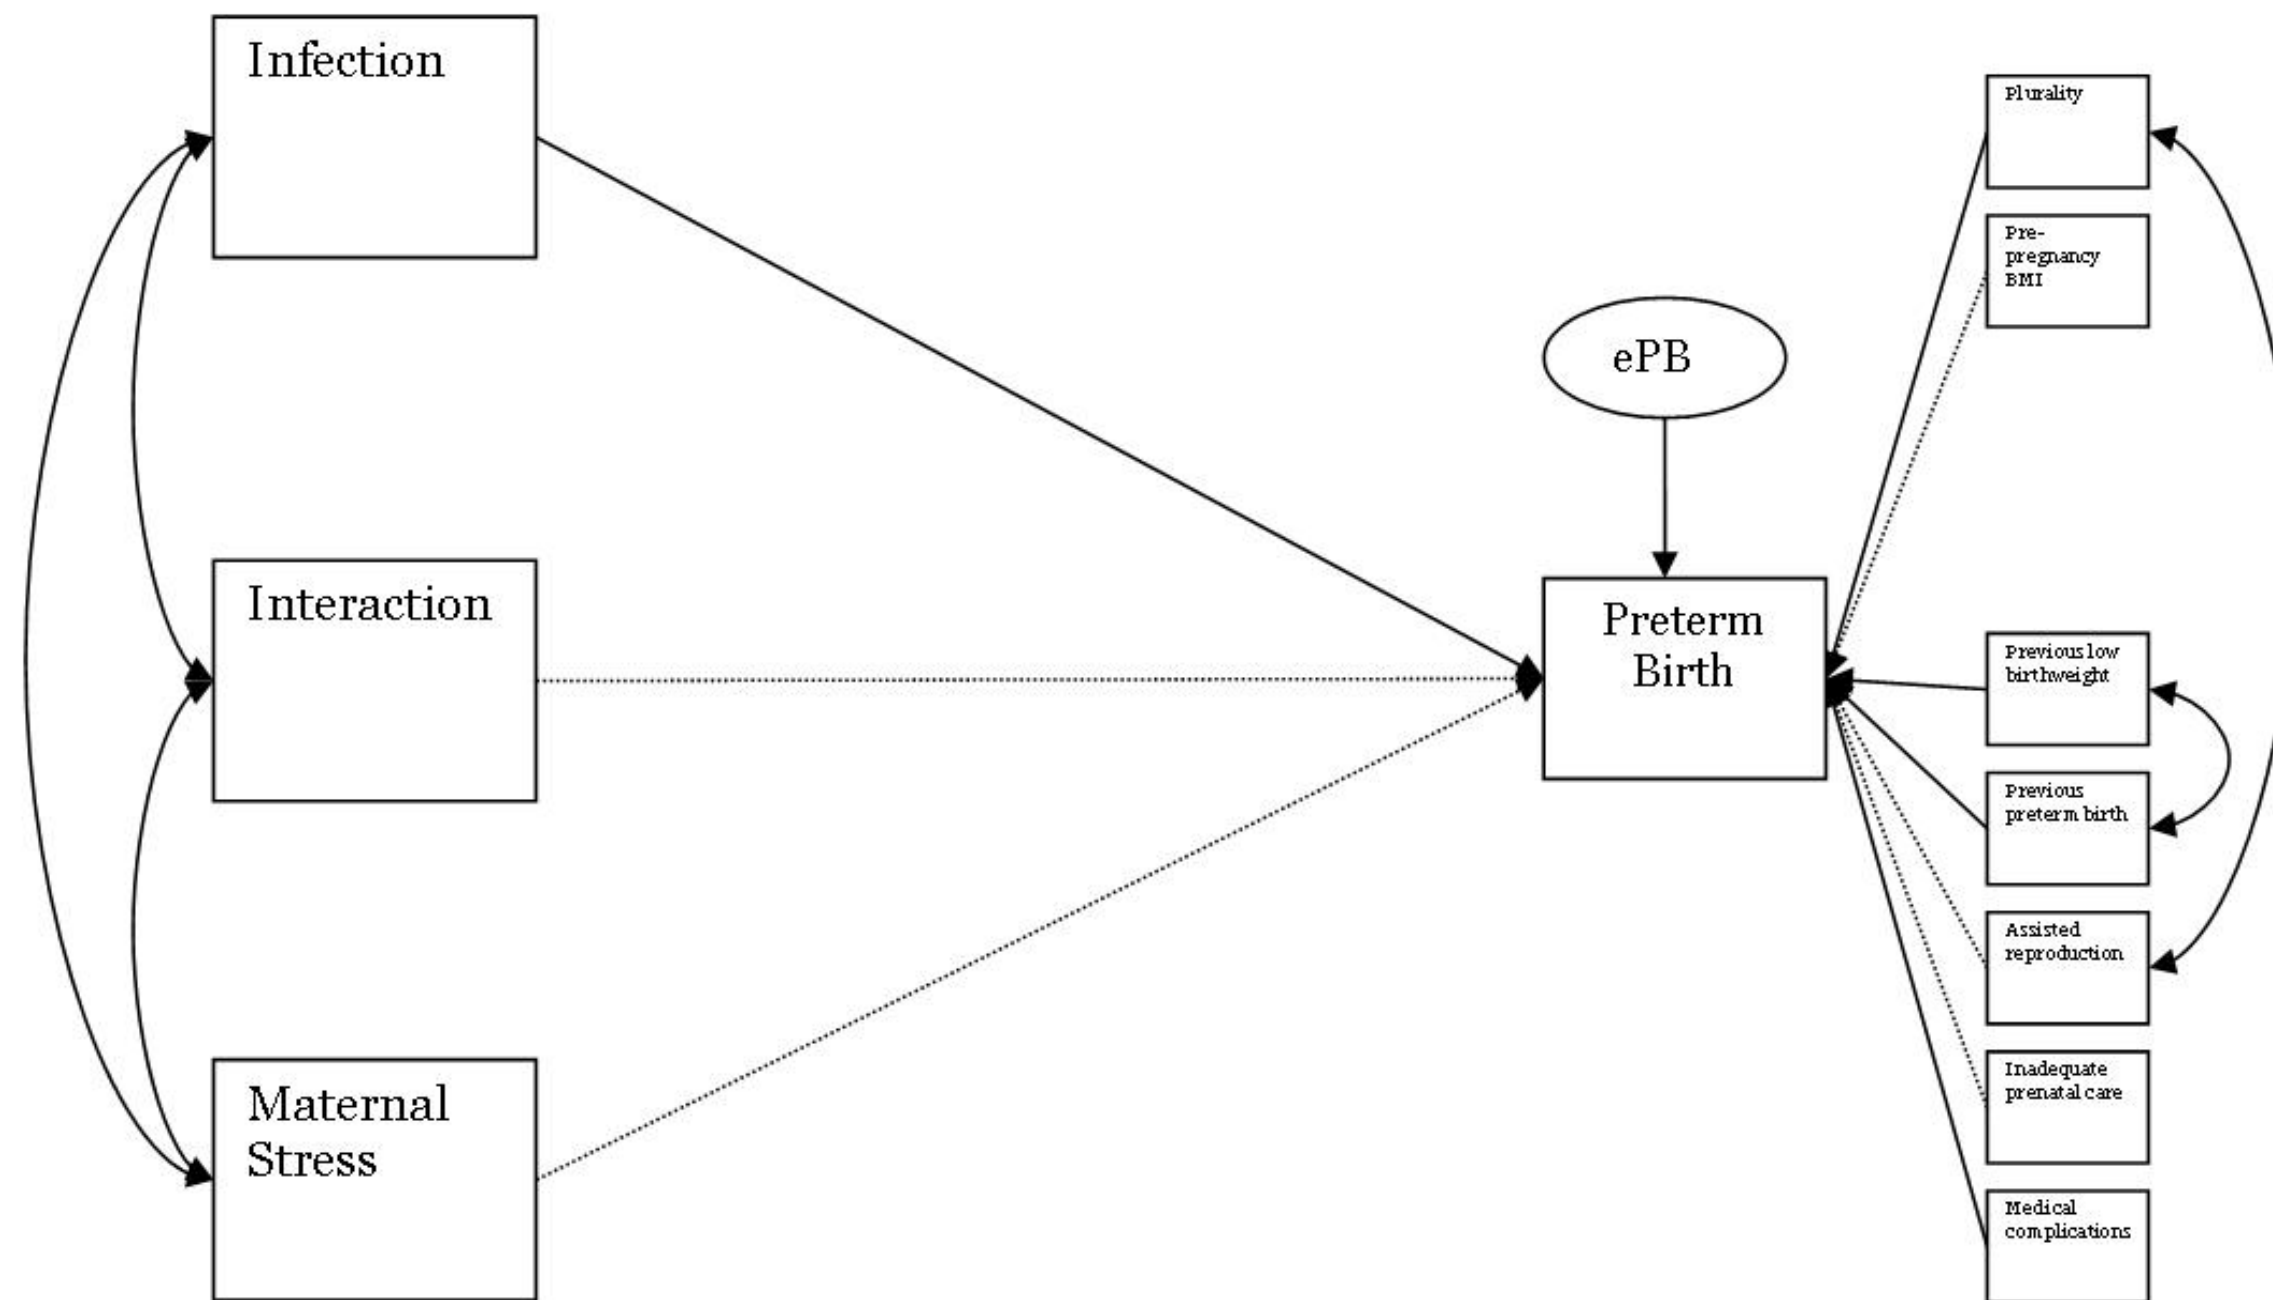 Infection
Interaction
Maternal
Stress
ePB
Preterm
Birth
Plurality
Pre-
pregnancy
BMI
Previous low
birthweight
Previous
preterm birth
Assisted
reproduction
Inadequate
prenatal care
Medical
complications